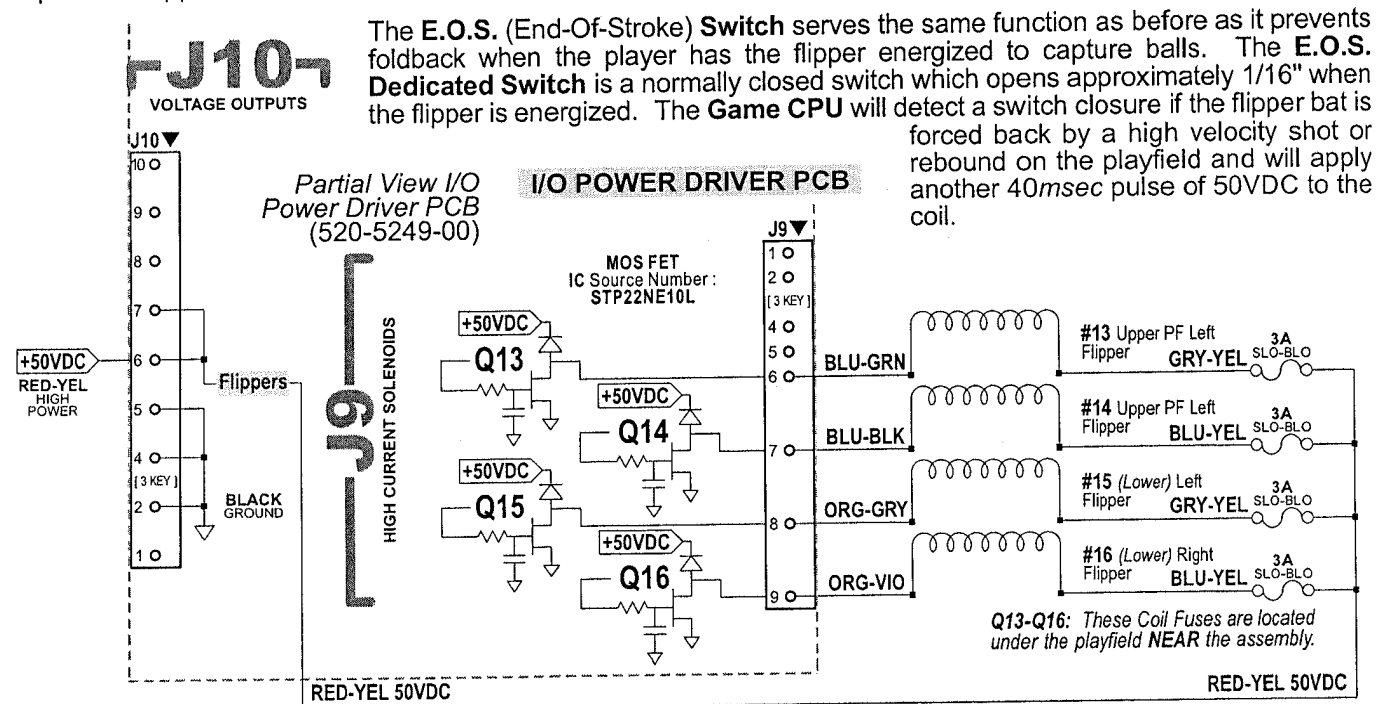 The E.O.S. (End-Of-Stroke) Switch serves the same function as before as it prevents
foldback when the player has the flipper energized to capture balls. The E.O.S.
Dedicated Switch is a normally closed switch which opens approximately 1/16" when
the flipper is energized. The Game CPU will detect a switch closure if the flipper bat is
forced back by a high velocity shot or
rebound on the playfield and will apply
another 40msec pulse of 50VDC to the
coil.
J10
VOLTAGE OUTPUTS
J10▼
10
9
8
7
6
5
4
[ 3 KEY ]
2
1
+50VDC
RED-YEL
HIGH
POWER
Flippers
BLACK
GROUND
Partial View I/O
Power Driver PCB
(520-5249-00)
I/O POWER DRIVER PCB
J9
HIGH CURRENT SOLENOIDS
MOS FET
IC Source Number :
STP22NE10L
+50VDC
Q13
+50VDC
Q14
+50VDC
Q15
+50VDC
Q16
J9▼
1
2
[ 3 KEY ]
4
5
6
7
8
9
BLU-GRN
#13 Upper PF Left
Flipper
GRY-YEL
3A
SLO-BLO
BLU-BLK
#14 Upper PF Left
Flipper
BLU-YEL
3A
SLO-BLO
ORG-GRY
#15 (Lower) Left
Flipper
GRY-YEL
3A
SLO-BLO
ORG-VIO
#16 (Lower) Right
Flipper
BLU-YEL
3A
SLO-BLO
Q13-Q16: These Coil Fuses are located
under the playfield NEAR the assembly.
RED-YEL 50VDC
RED-YEL 50VDC